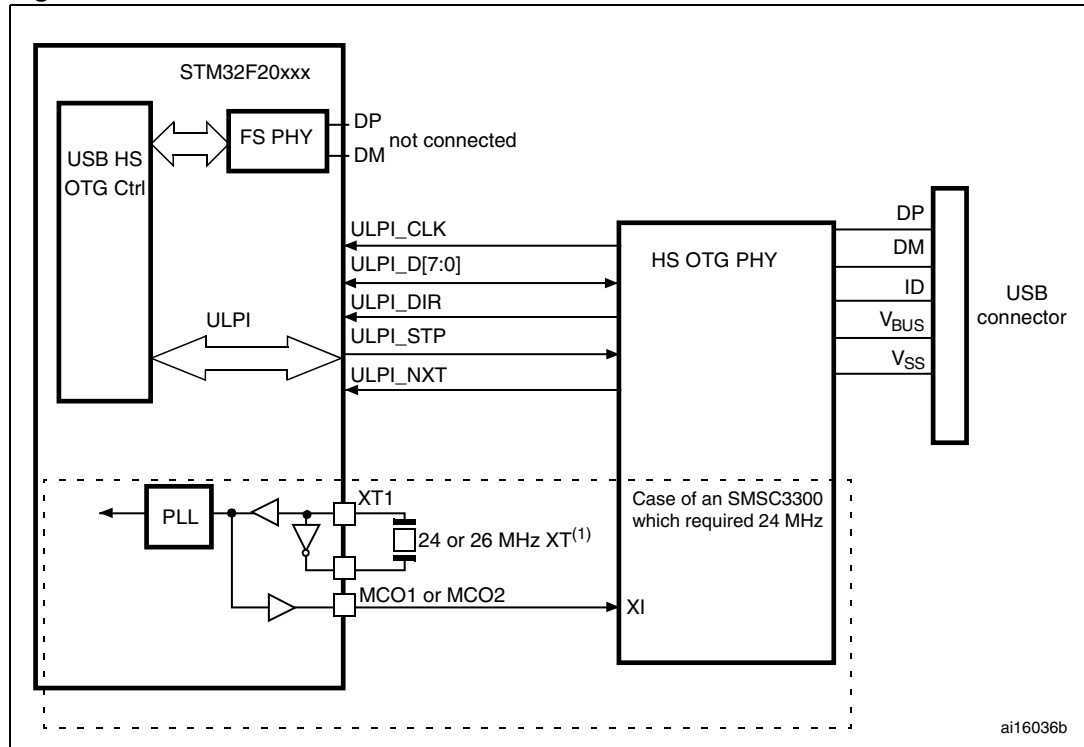 STM32F20xxx
FS PHY
DP
DM
not connected
USB HS
OTG Ctrl
ULPI
ULPI_CLK
ULPI_D[7:0]
ULPI_DIR
ULPI_STP
ULPI_NXT
HS OTG PHY
DP
DM
ID
VBUS
VSS
USB
connector
PLL
XT1
24 or 26 MHz XT(1)
MCO1 or MCO2
Case of an SMSC3300
which required 24 MHz
XI
ai16036b